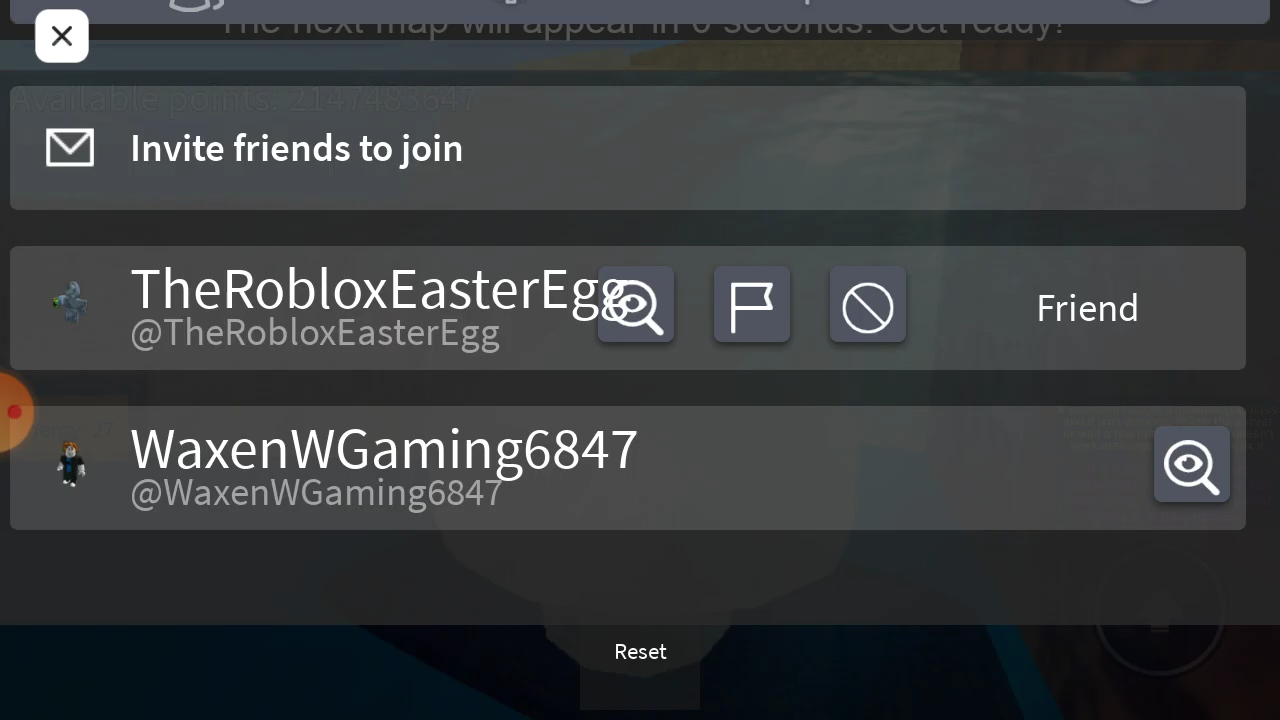 The next map will appear in 0 seconds. Get ready!
Available points: 2147483647
Invite friends to join
TheRobloxEasterEgg
@TheRobloxEasterEgg
Friend
WaxenWGaming6847
@WaxenWGaming6847
Reset